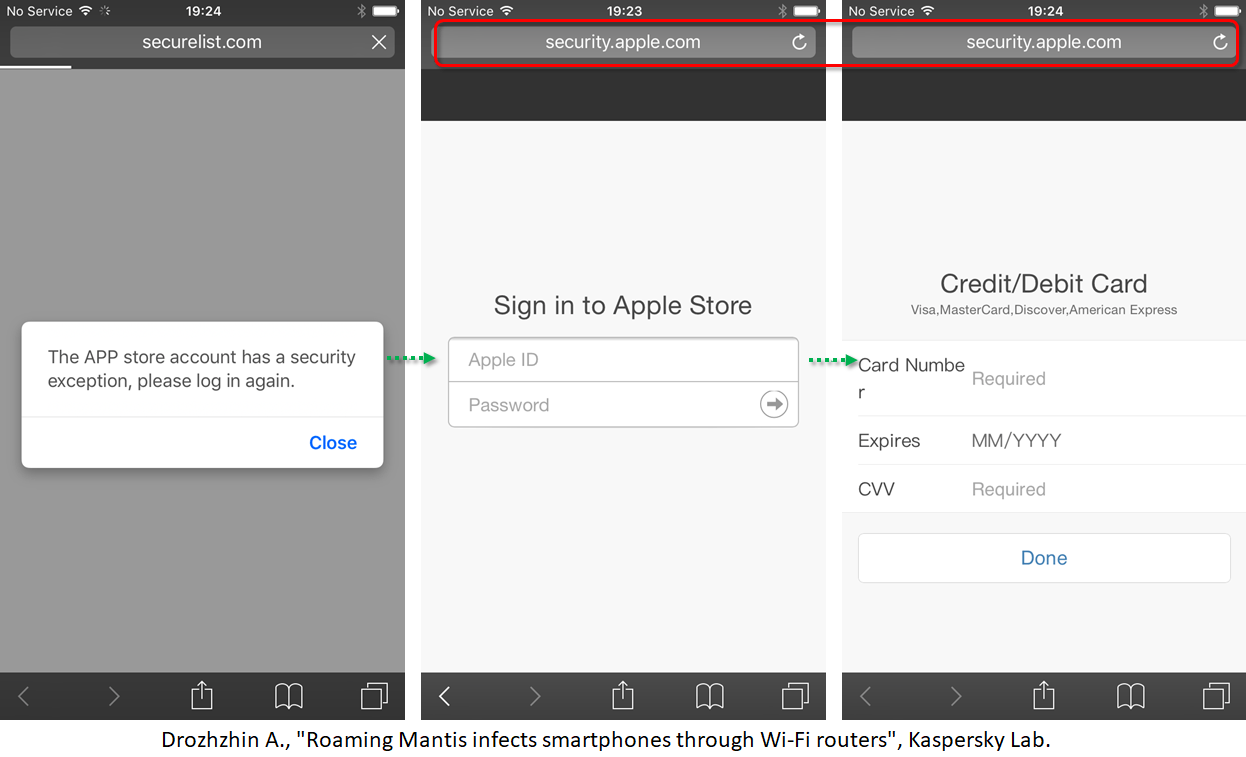 No Service 19:24
securelist.com
The APP store account has a security
exception, please log in again.
Close
No Service 19:23
security.apple.com
Sign in to Apple Store
Apple ID
Password
No Service 19:24
security.apple.com
Credit/Debit Card
Visa,MasterCard,Discover,American Express
Card Numbe
r
Required
Expires MM/YYYY
CVV Required
Done
Drozhzhin A., "Roaming Mantis infects smartphones through Wi-Fi routers", Kaspersky Lab.